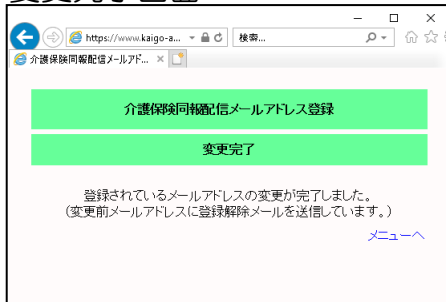 変更完了画面
https://www.kaigo-a...
検索...
介護保険同報配信メールアド...
介護保険同報配信メールアドレス登録
変更完了
登録されているメールアドレスの変更が完了しました。
(変更前メールアドレスに登録解除メールを送信しています。)
メニューへ